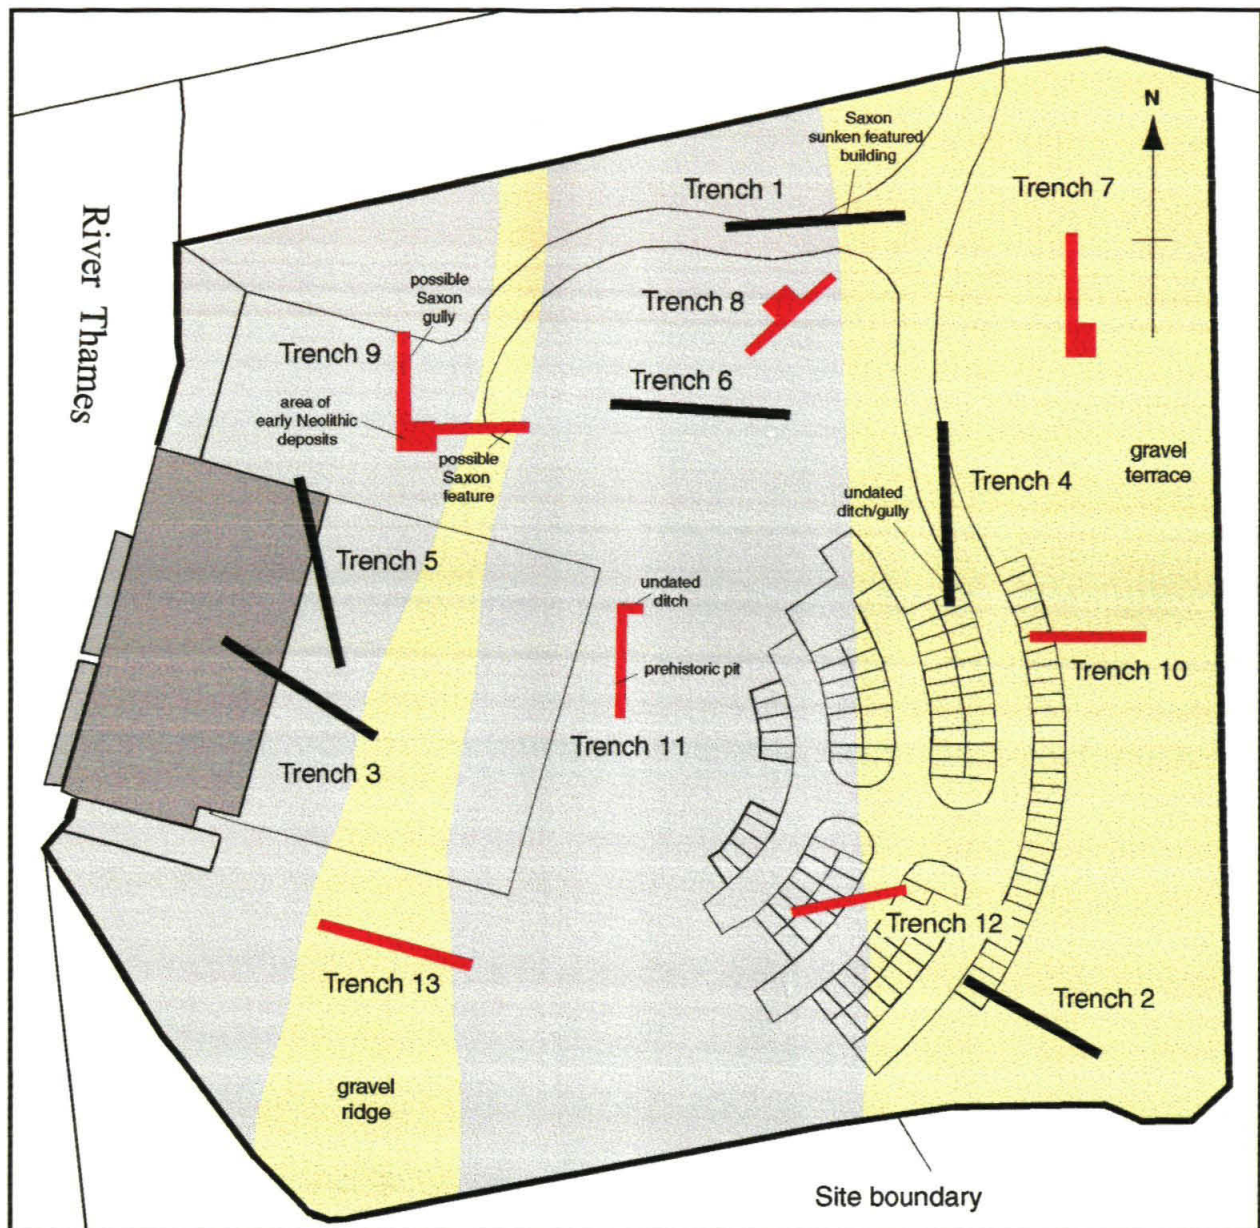 N
Saxon
sunken featured
building
Trench 1
Trench 7
River Thames
possible
Saxon
gully
Trench 8
Trench 9
Trench 6
area of
early Neolithic
deposits
possible
Saxon
feature
gravel
terrace
Trench 4
undated
ditch/gully
Trench 5
undated
ditch
prehistoric pit
Trench 10
Trench 11
Trench 3
Trench 12
Trench 13
Trench 2
gravel
ridge
Site boundary